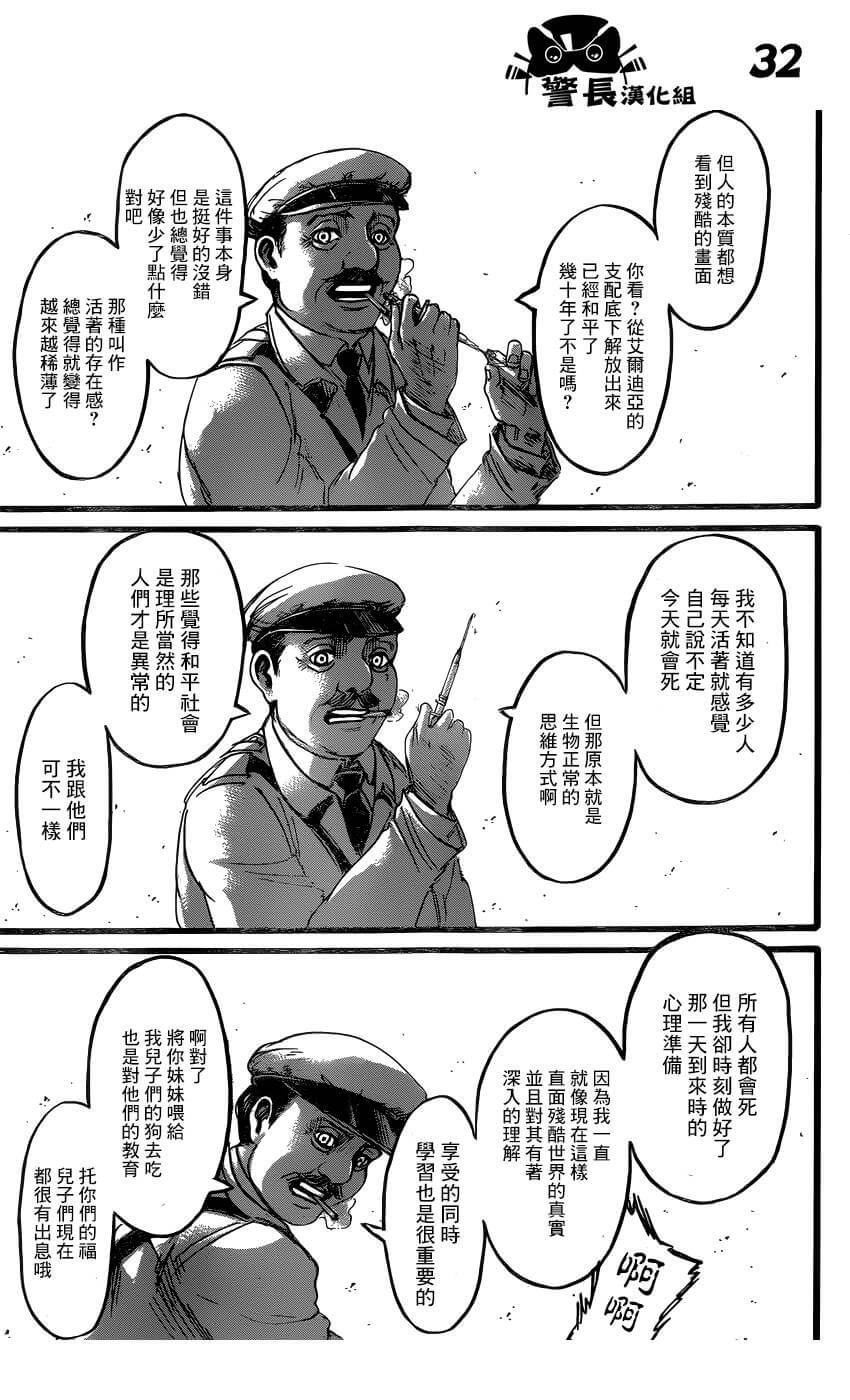 警長漢化組
32
但人的本質都想
看到殘酷的畫面
你看？從艾爾迪亞的
支配底下解放出來
已經和平了
幾十年了不是嗎？
這件事本身
是挺好的沒錯
但也總覺得
好像少了點什麼
對吧
那種叫作
活著的存在感？
總覺得就變得
越來越稀薄了
我不知道有多少人
每天活著就感覺
自己說不定
今天就會死
但那原本就是
生物正常的
思維方式啊
那些覺得和平社會
是理所當然的
人們才是異常的
我跟他們
可不一樣
所有人都會死
但我卻時刻做好了
那一天到來時的
心理準備
因為我一直
就像現在這樣
直面殘酷世界的真實
並且對其有著
深入的理解
享受的同時
學習也是很重要的
啊對了
將你妹妹喂給
我兒子們的狗去吃
也是對他們的教育
托你們的福
兒子們現在
都很有出息哦
啊啊